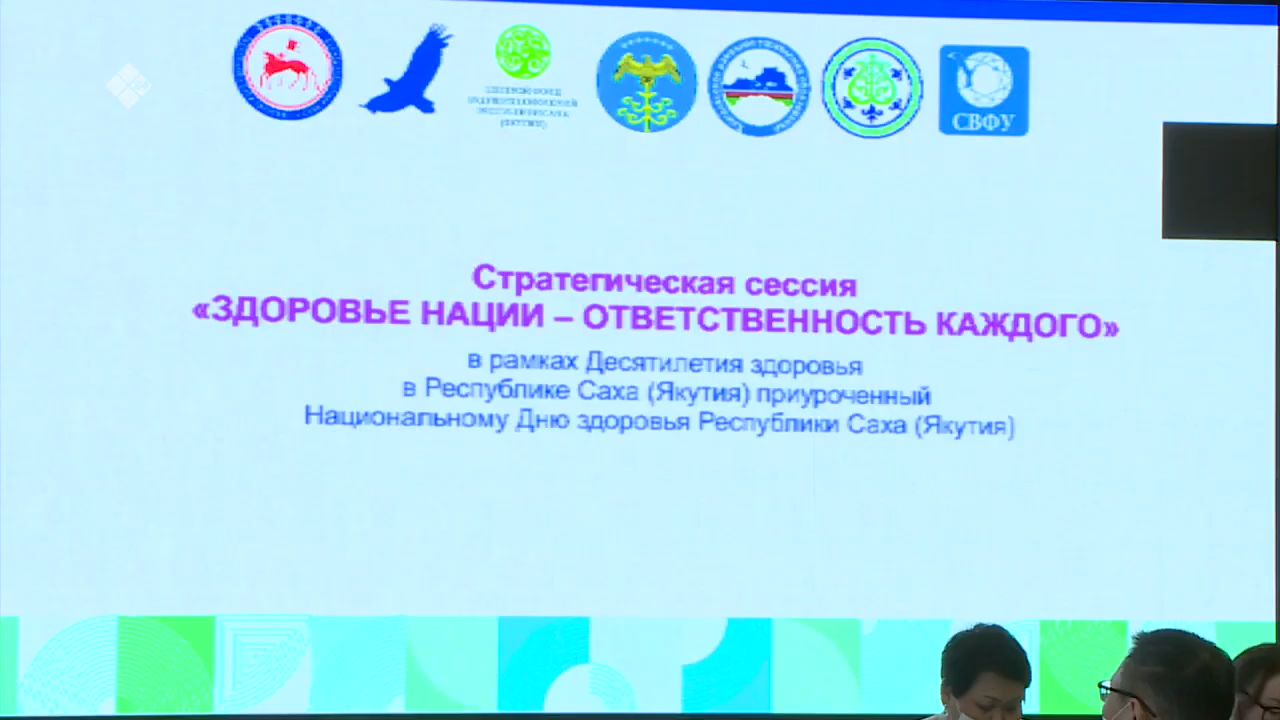 СВФУ
Стратегическая сессия
«ЗДОРОВЬЕ НАЦИИ – ОТВЕТСТВЕННОСТЬ КАЖДОГО»
в рамках Десятилетия здоровья
в Республике Саха (Якутия) приуроченный
Национальному Дню здоровья Республики Саха (Якутия)